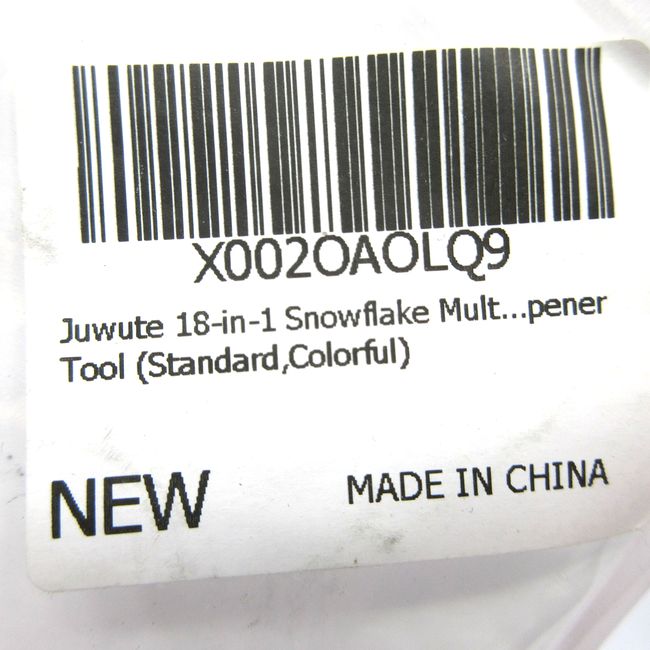 X002OAOLQ9
Juwute 18-in-1 Snowflake Mult...pener
Tool (Standard,Colorful)
NEW
MADE IN CHINA